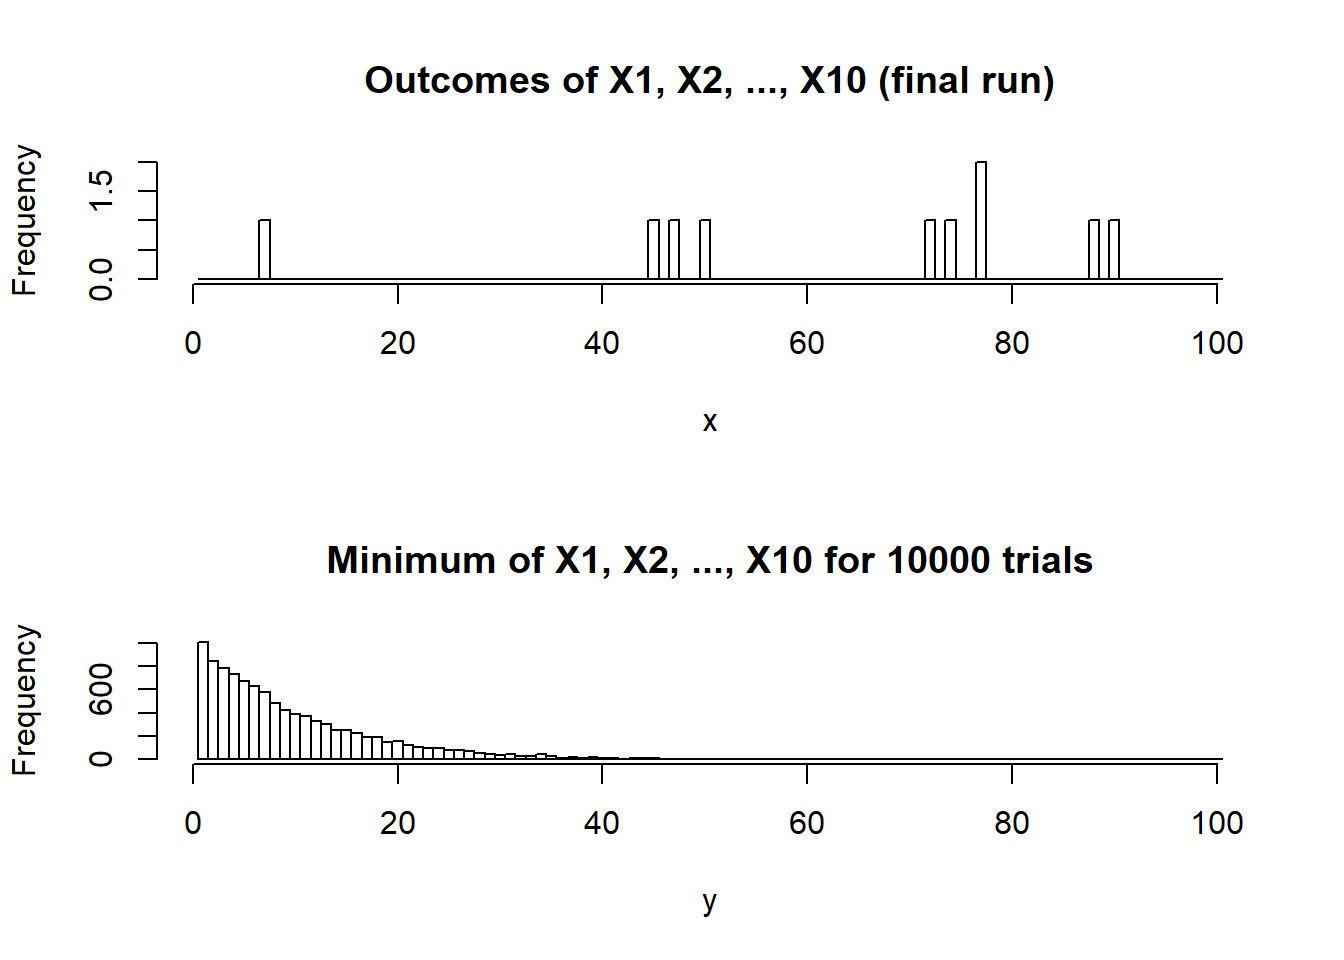 Outcomes of X1, X2, ..., X10 (final run)
Frequency
1.5
0.0
0 20 40 60 80 100
x
Minimum of X1, X2, ..., X10 for 10000 trials
Frequency
600
0
0 20 40 60 80 100
y